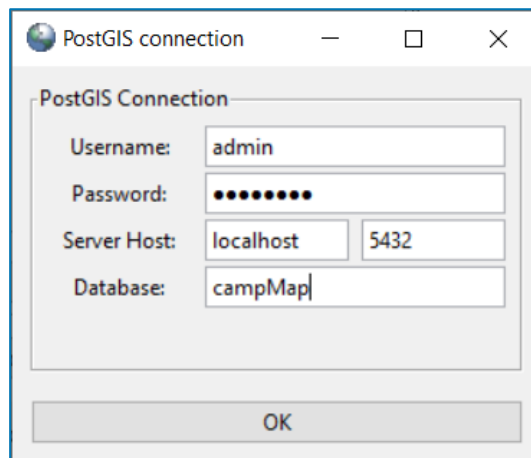 PostGIS connection
PostGIS Connection
Username: admin
Password: ●●●●●●●●
Server Host: localhost 5432
Database: campMap
OK